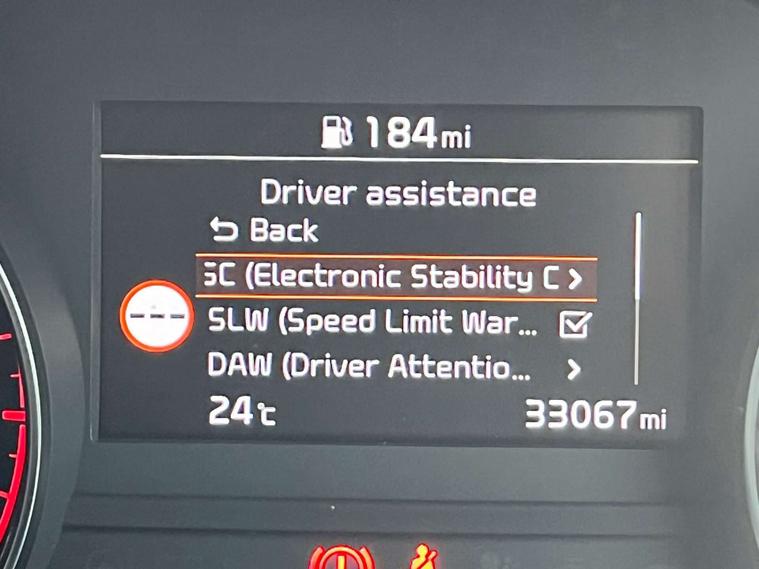 184mi
Driver assistance
Back
SC (Electronic Stability C
SLW (Speed Limit War...
DAW (Driver Attentio...
24℃
33067mi